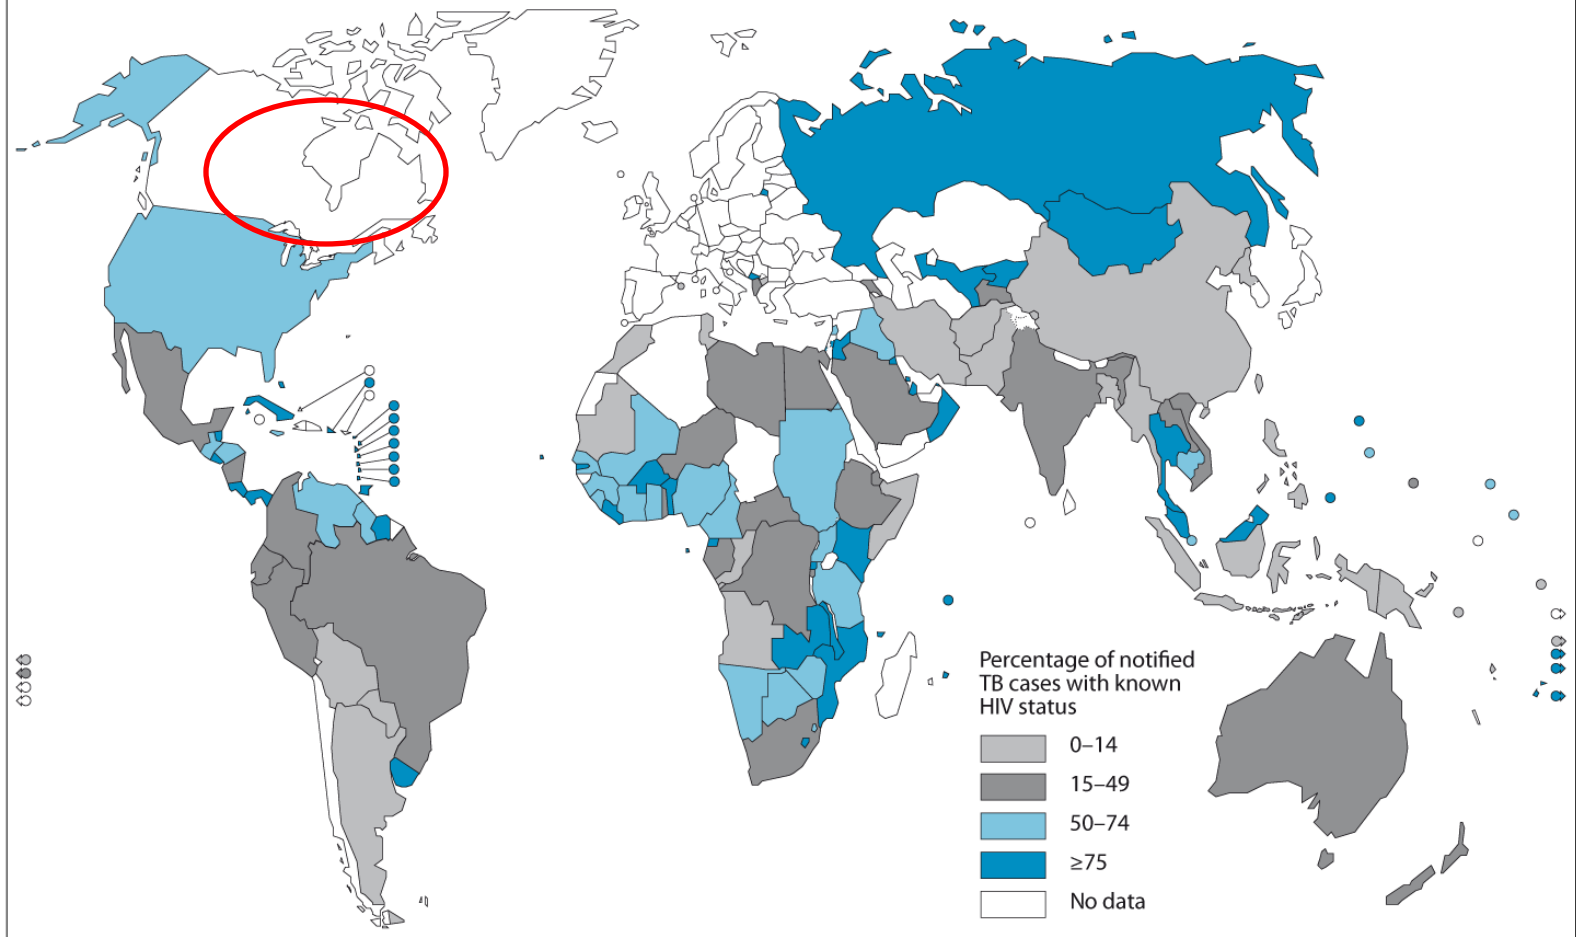 Percentage of notified
TB cases with known
HIV status
0–14
15–49
50–74
≥75
No data